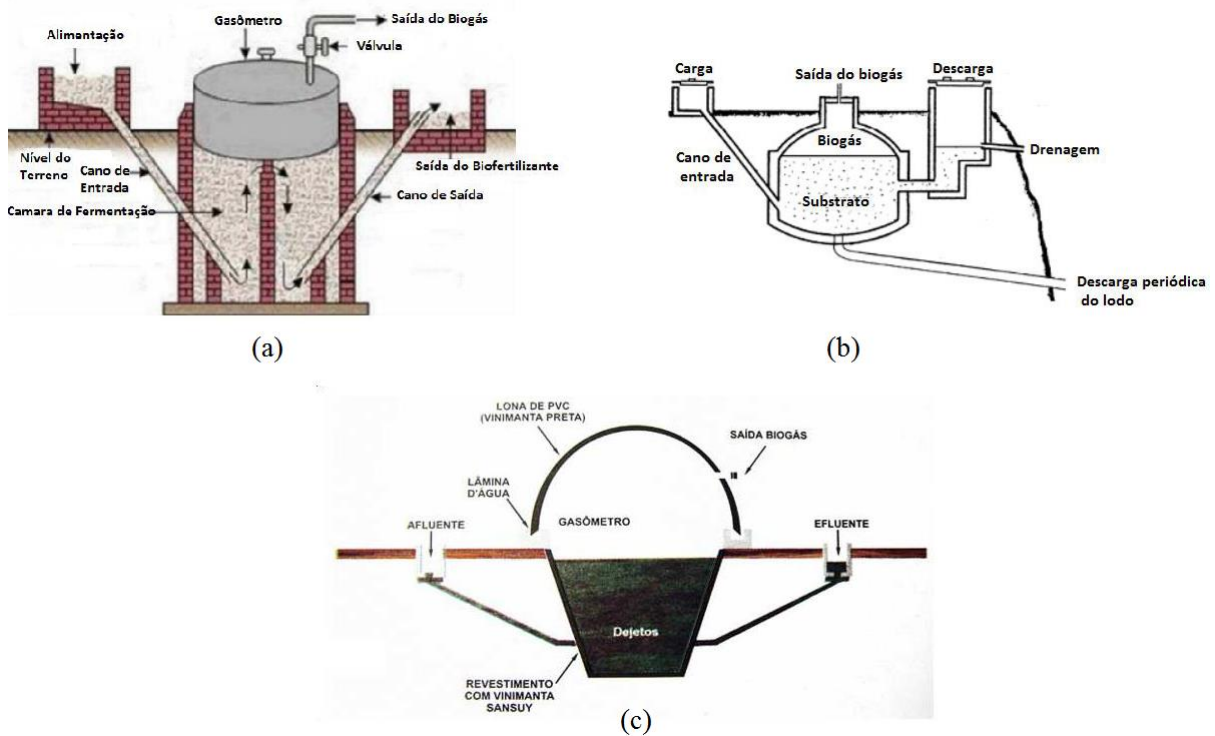 Saída do Biogás
Gasômetro
Alimentação
Válvula
Nível do
Terreno
Cano de
Entrada
Saída do Biofertilizante
Cano de Saída
Camara de Fermentação
(a)
Carga
Saída do biogás
Descarga
Biogás
Cano de
entrada
Drenagem
Substrato
Descarga periódica
do lodo
(b)
LONA DE PVC
(VINIMANTA PRETA)
SAÍDA BIOGÁS
LÂMINA
D'ÁGUA
GASÔMETRO
AFLUENTE
EFLUENTE
Dejetos
REVESTIMENTO
COM VINIMANTA
SANSUY
(c)